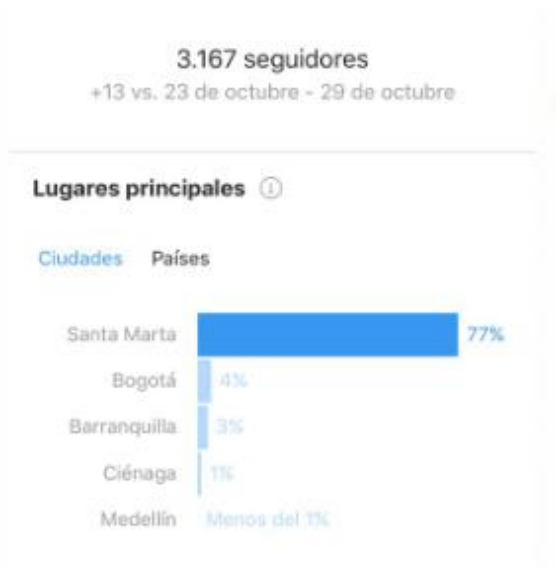 3.167 seguidores
+13 vs. 23 de octubre - 29 de octubre
Lugares principales
Ciudades Países
Santa Marta 77%
Bogotá 4%
Barranquilla 3%
Ciénaga 1%
Medellín Menos del 1%